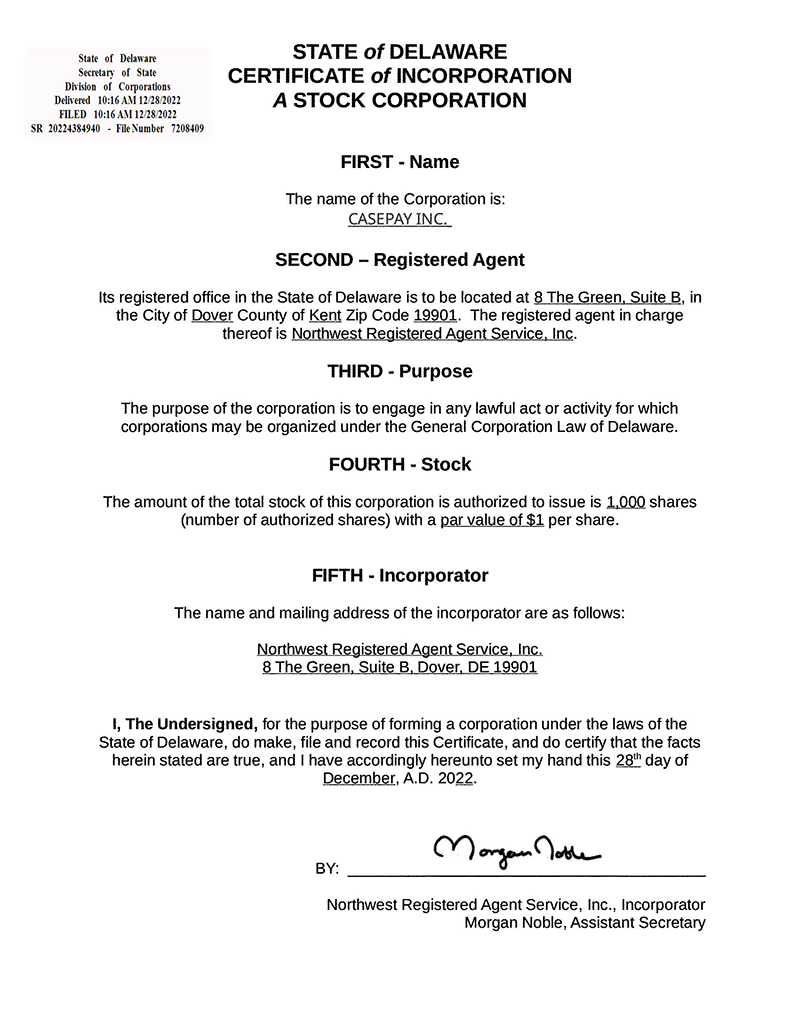 State of Delaware
Secretary of State
Division of Corporations
Delivered 10:16 AM 12/28/2022
FILED 10:16 AM 12/28/2022
SR 20224384940 - File Number 7208409
STATE of DELAWARE
CERTIFICATE of INCORPORATION
A STOCK CORPORATION
FIRST - Name
The name of the Corporation is:
CASEPAY INC.
SECOND – Registered Agent
Its registered office in the State of Delaware is to be located at 8 The Green, Suite B, in
the City of Dover County of Kent Zip Code 19901. The registered agent in charge
thereof is Northwest Registered Agent Service, Inc.
THIRD - Purpose
The purpose of the corporation is to engage in any lawful act or activity for which
corporations may be organized under the General Corporation Law of Delaware.
FOURTH - Stock
The amount of the total stock of this corporation is authorized to issue is 1,000 shares
(number of authorized shares) with a par value of $1 per share.
FIFTH - Incorporator
The name and mailing address of the incorporator are as follows:
Northwest Registered Agent Service, Inc.
8 The Green, Suite B, Dover, DE 19901
I, The Undersigned, for the purpose of forming a corporation under the laws of the
State of Delaware, do make, file and record this Certificate, and do certify that the facts
herein stated are true, and I have accordingly hereunto set my hand this 28th day of
December, A.D. 2022.
Morgan Noble
BY:
Northwest Registered Agent Service, Inc., Incorporator
Morgan Noble, Assistant Secretary